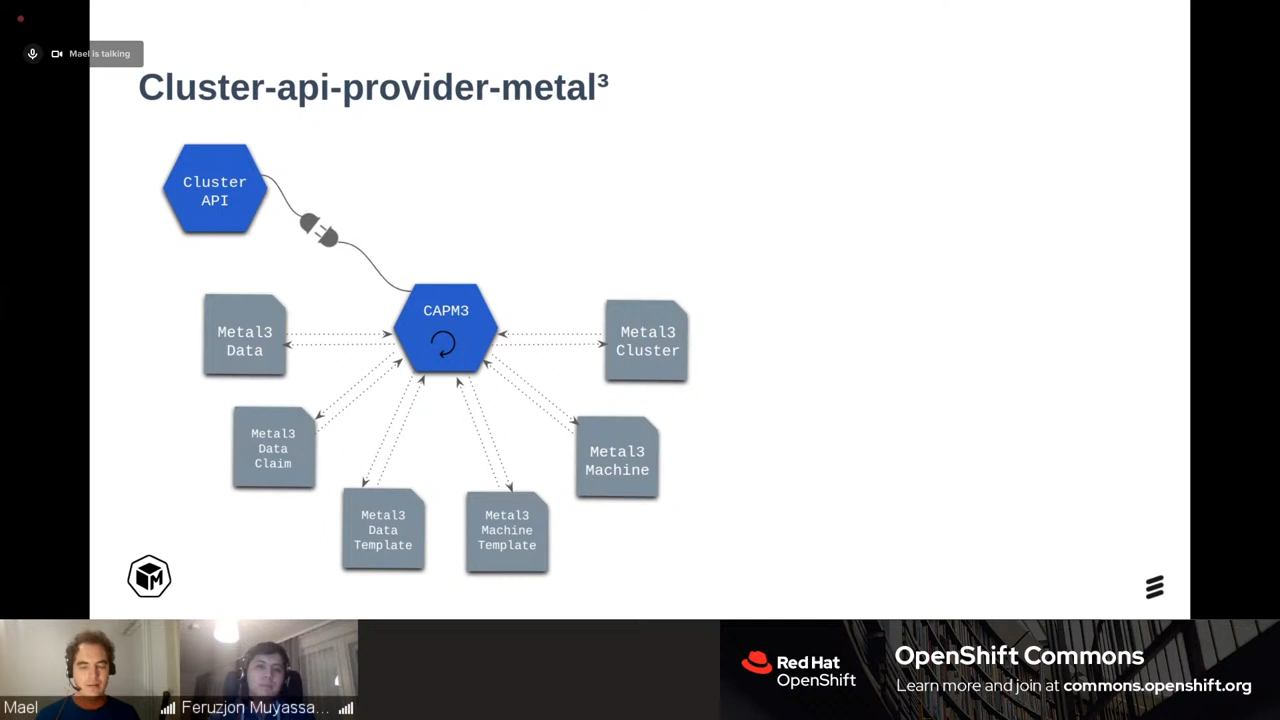 Mael is talking
Cluster-api-provider-metal³
Cluster
API
CAPM3
Metal3
Data
Metal3
Cluster
Metal3
Data
Claim
Metal3
Machine
Metal3
Data
Template
Metal3
Machine
Template
M
Mael
Feruzjon Muyassa...
Red Hat
OpenShift
OpenShift Commons
Learn more and join at commons.openshift.org